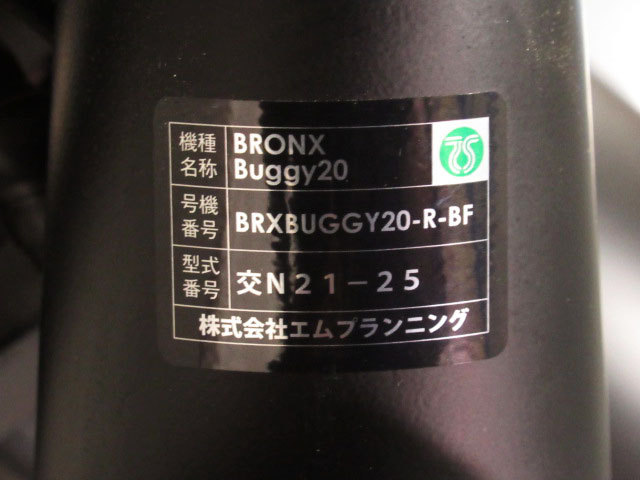 機種名称 BRONX Buggy20
号機番号 BRXBUGGY20-R-BF
型式番号 交N21-25
株式会社エムプランニング